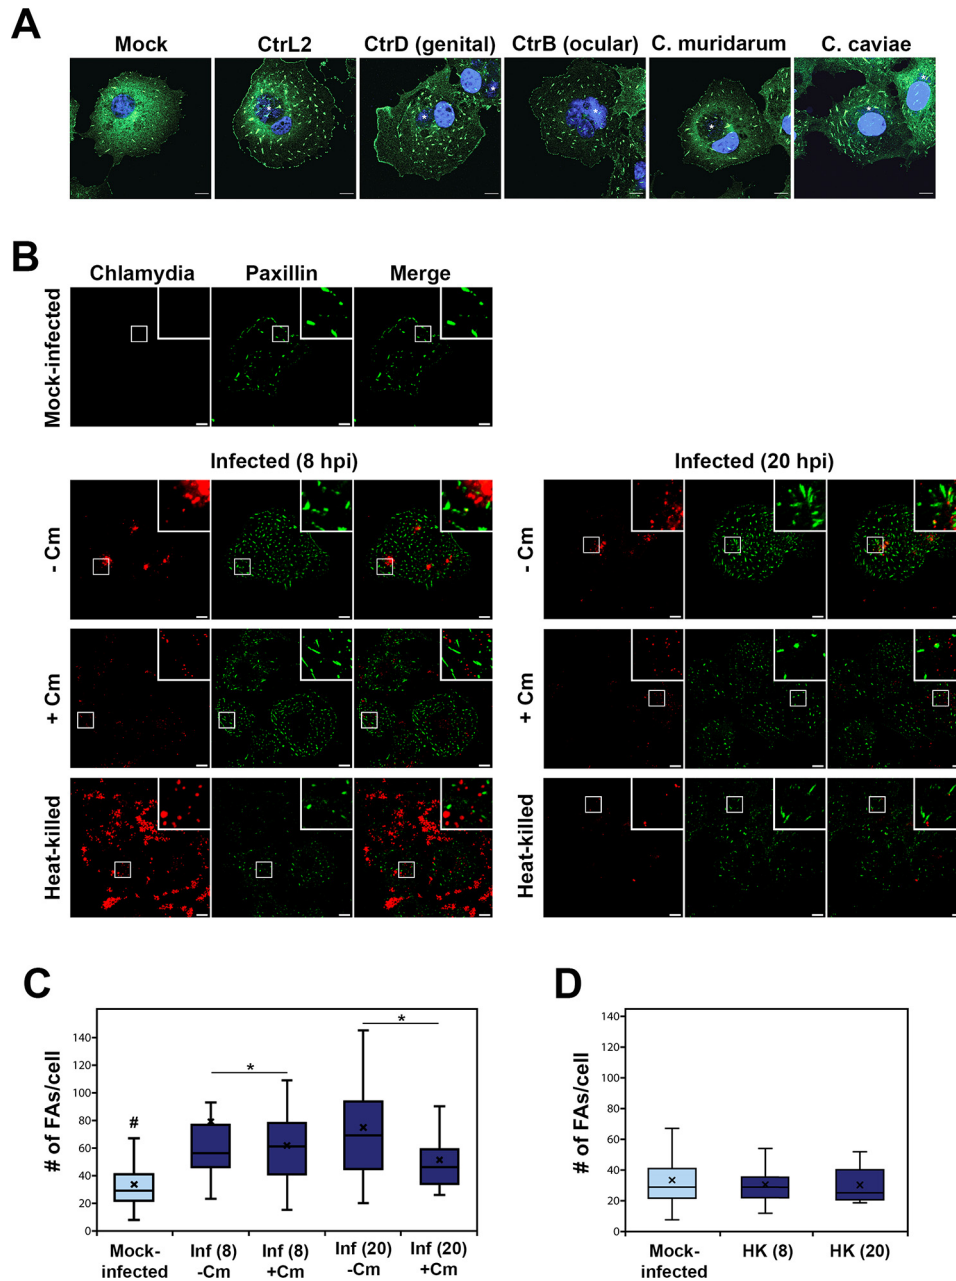 A
Mock CtrL2 CtrD (genital) CtrB (ocular) C. muridarum C. caviae
B
Chlamydia Paxillin Merge
Mock-infected
Infected (8 hpi) Infected (20 hpi)
- Cm - Cm
+ Cm + Cm
Heat-killed Heat-killed
C
# of FAs/cell
140
120
100
80
60
40
20
0
#
*
*
Mock-infected Inf (8) -Cm Inf (8) +Cm Inf (20) -Cm Inf (20) +Cm
D
# of FAs/cell
140
120
100
80
60
40
20
0
Mock-infected HK (8) HK (20)